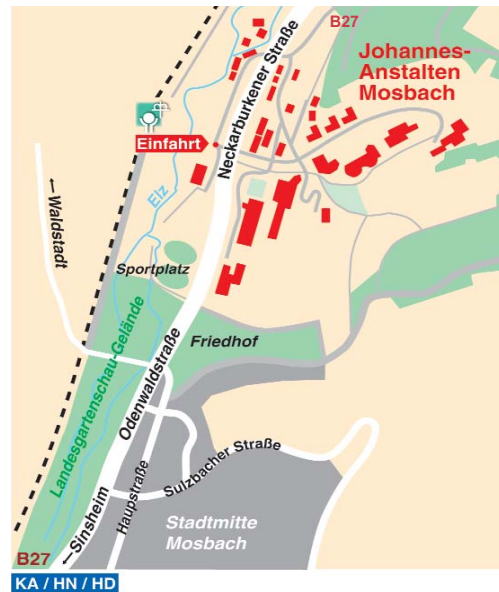 B27
Johannes-
Anstalten
Mosbach
Neckarburkener Straße
Einfahrt
Elz
←Waldstadt
Sportplatz
Friedhof
Landesgartenschau-Gelände
Odenwaldstraße
Sulzbacher Straße
Haupstraße
←Sinsheim
Stadtmitte
Mosbach
B27
KA / HN / HD